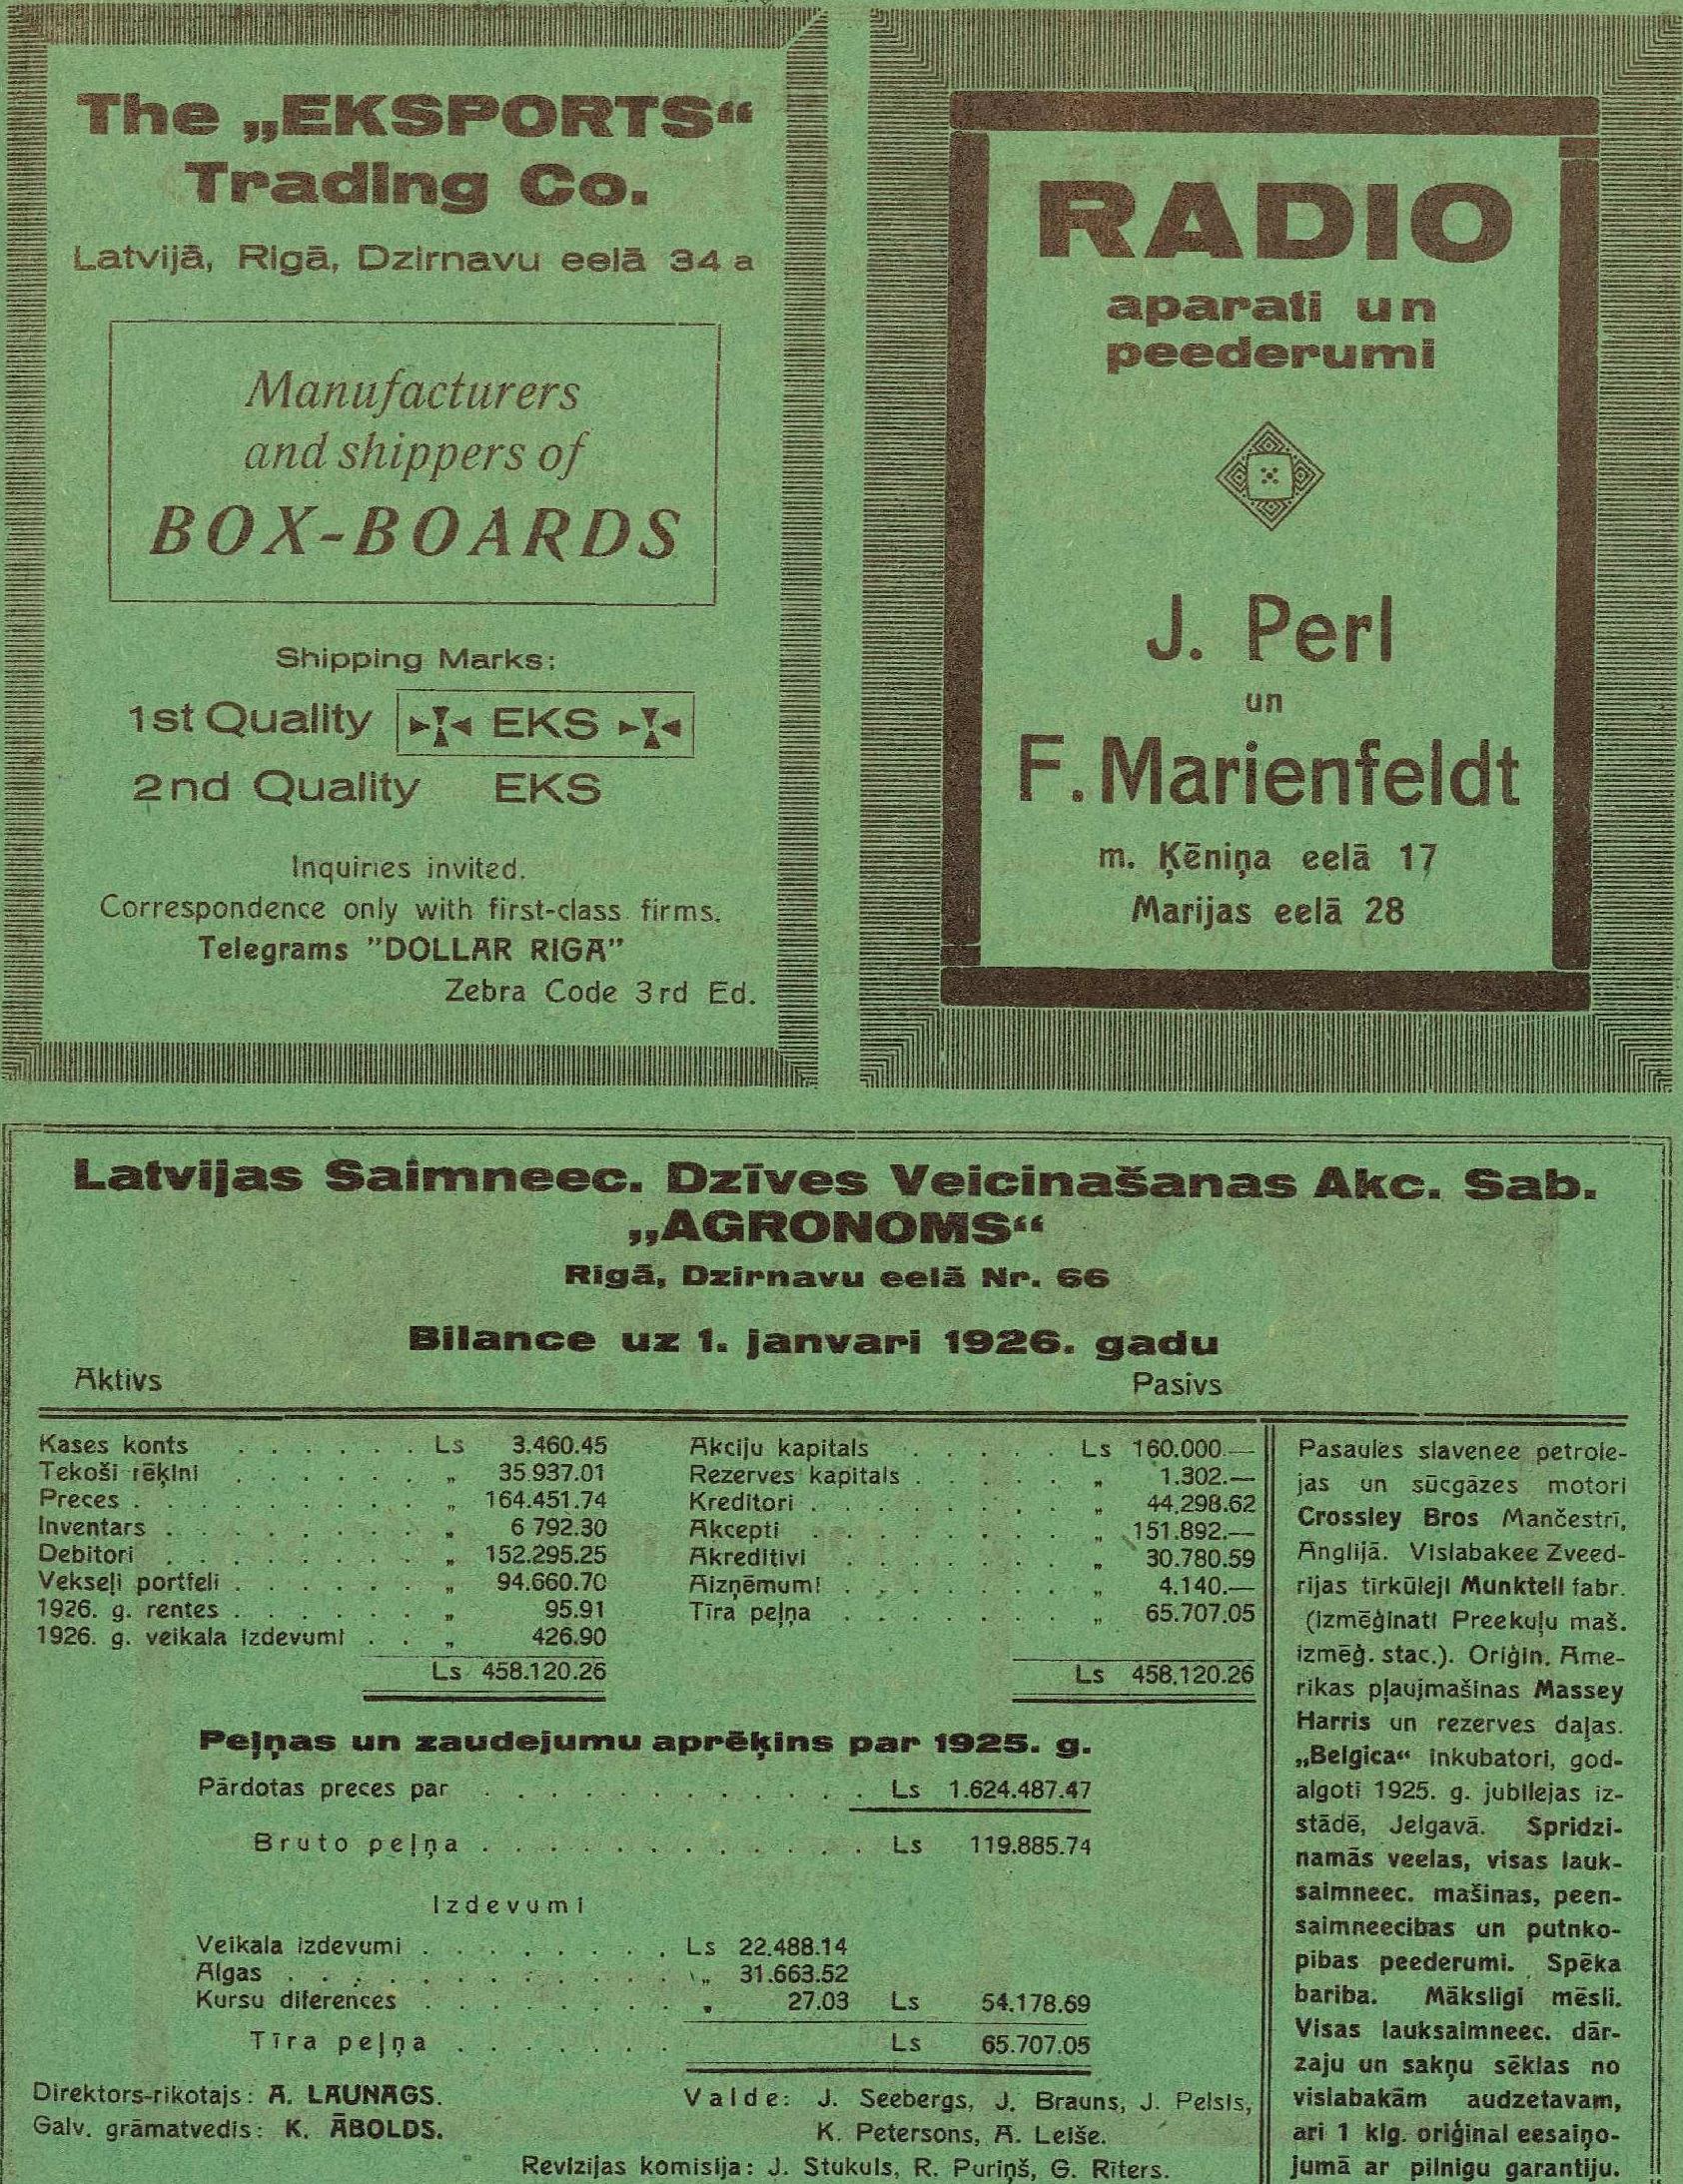 The „EKSPORTS“
Trading Co.
Latvijā, Rigā, Dzirnavu eelā 34 a
Manufacturers
and shippers of
BOX-BOARDS
Shipping Marks:
1st Quality EKS
2nd Quality EKS
Inquiries invited.
Correspondence only with first-class firms.
Telegrams "DOLLAR RIGA"
Zebra Code 3rd Ed.
RADIO
aparati un
peederumi
J. Perl
un
F. Marienfeldt
m. Ķēniņa eelā 17
Marijas eelā 28
Latvijas Saimneec. Dzīves Veicinašanas Akc. Sab.
„AGRONOMS“
Rigā, Dzirnavu eelā Nr. 66
Bilance uz 1. janvari 1926. gadu
Aktivs
Kases konts . . . . . . Ls 3.460.45
Tekoši rēķini . . . . . . „ 35.937.01
Preces . . . . . . . . . „ 164.451.74
Inventars . . . . . . . . „ 6 792.30
Debitori . . . . . . . . „ 152.295.25
Vekseļi portfeli . . . . . . „ 94.660.70
1926. g. rentes . . . . . . „ 95.91
1926. g. veikala izdevumi . . „ 426.90
Ls 458.120.26
Pasivs
Akciju kapitals . . . . . Ls 160.000.—
Rezerves kapitals . . . . . „ 1.302.—
Kreditori . . . . . . . . „ 44.298.62
Akcepti . . . . . . . . „ 151.892.—
Akreditivi . . . . . . . „ 30.780.59
Aizņēmumi . . . . . . . „ 4.140.—
Tīra peļņa . . . . . . . „ 65.707.05
Ls 458.120.26
Peļņas un zaudejumu aprēķins par 1925. g.
Pārdotas preces par . . . . . . . . . . . . Ls 1.624.487.47
Bruto peļņa . . . . . . . . . . . . Ls 119.885.74
Izdevumi
Veikala izdevumi . . . . . . . . Ls 22.488.14
Algas . . . . . . . . . . . . „ 31.663.52
Kursu diferences . . . . . . . . „ 27.03 Ls 54.178.69
Tīra peļņa . . . . . . . Ls 65.707.05
Direktors-rikotajs: A. LAUNAGS.
Galv. grāmatvedis: K. ĀBOLDS.
Valde: J. Seebergs, J. Brauns, J. Pelsis,
K. Petersons, A. Leiše.
Revizijas komisija: J. Stukuls, R. Puriņš, G. Rīters.
Pasaules slavenee petrole-
jas un sūcgāzes motori
Crossley Bros Mančestrī,
Anglijā. Vislabakee Zveed-
rijas tīrkūleji Munktell fabr.
(izmēģinati Preekuļu maš.
izmēģ. stac.). Oriģin. Ame-
rikas pļaujmašinas Massey
Harris un rezerves daļas.
„Belgica“ inkubatori, god-
algoti 1925. g. jubilejas iz-
stādē, Jelgavā. Spridzi-
namās veelas, visas lauk-
saimneec. mašinas, peen-
saimneecibas un putnko-
pibas peederumi. Spēka
bariba. Māksligi mēsli.
Visas lauksaimneec. dār-
zaju un sakņu sēklas no
vislabakām audzetavam,
ari 1 klg. oriģinal eesaiņo-
jumā ar pilnigu garantiju.